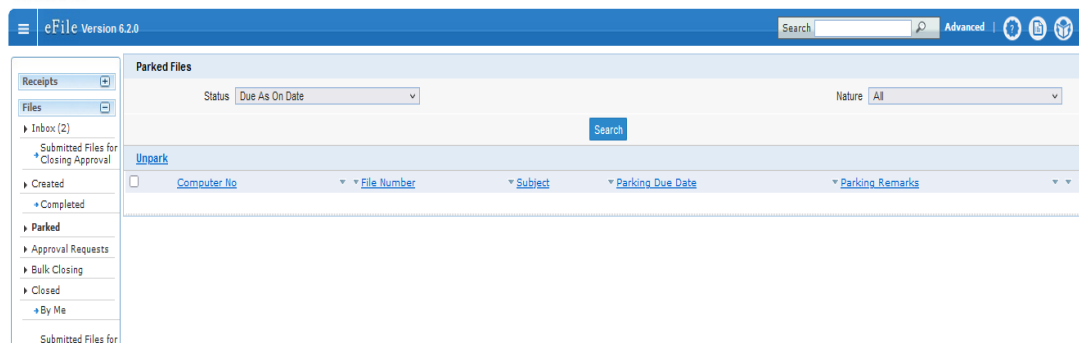 eFile Version 6.2.0
Search
Advanced
Receipts
Files
Inbox (2)
Submitted Files for
Closing Approval
Created
Completed
Parked
Approval Requests
Bulk Closing
Closed
By Me
Submitted Files for
Parked Files
Status Due As On Date
Nature All
Search
Unpark
Computer No File Number Subject Parking Due Date Parking Remarks